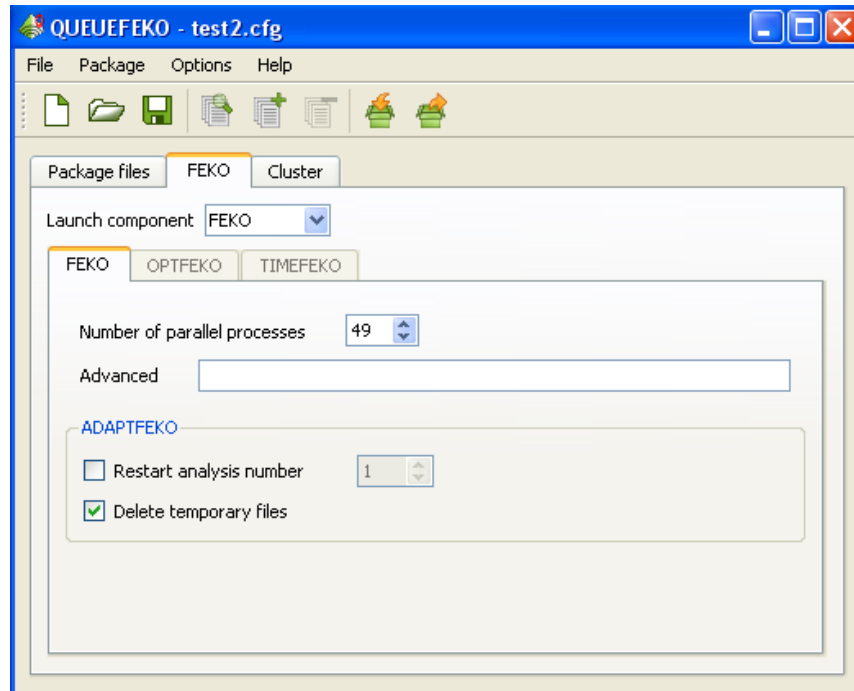 QUEUEFEKO - test2.cfg
File Package Options Help
Package files FEKO Cluster
Launch component FEKO
FEKO OPTFEKO TIMEFEKO
Number of parallel processes 49
Advanced
ADAPTFEKO
Restart analysis number 1
Delete temporary files